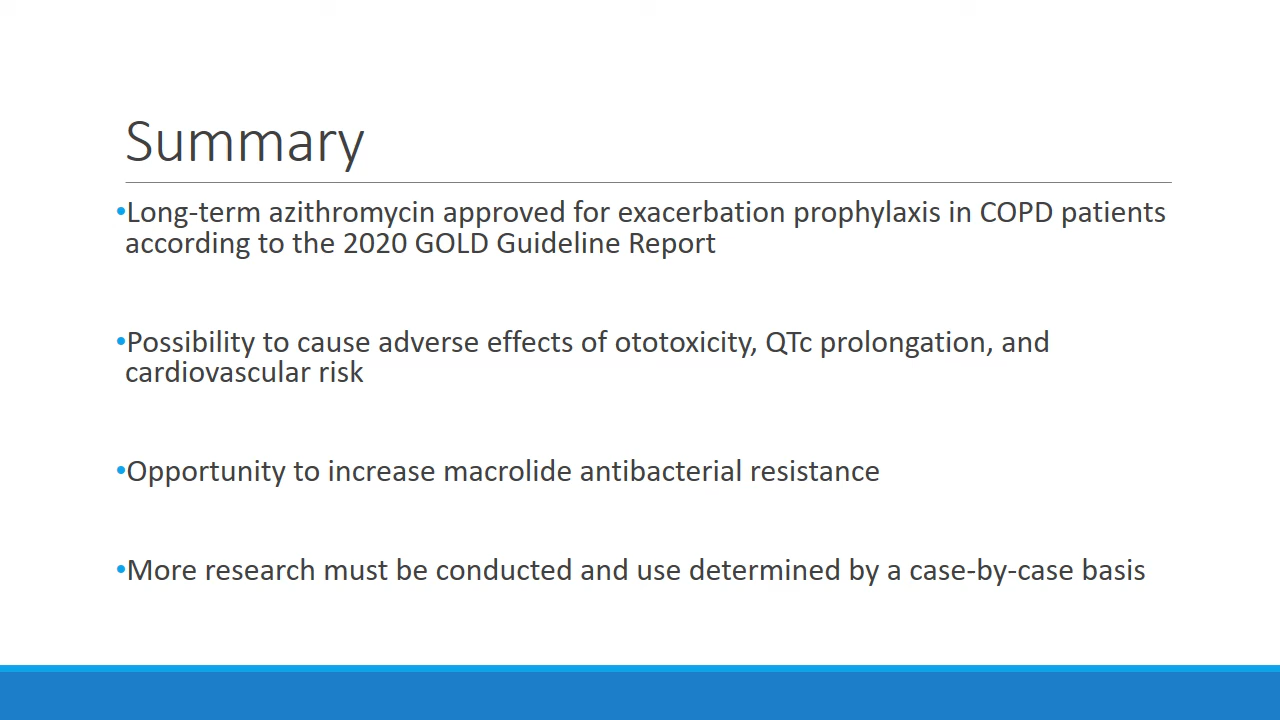 Summary
•Long-term azithromycin approved for exacerbation prophylaxis in COPD patients
according to the 2020 GOLD Guideline Report
•Possibility to cause adverse effects of ototoxicity, QTc prolongation, and
cardiovascular risk
•Opportunity to increase macrolide antibacterial resistance
•More research must be conducted and use determined by a case-by-case basis